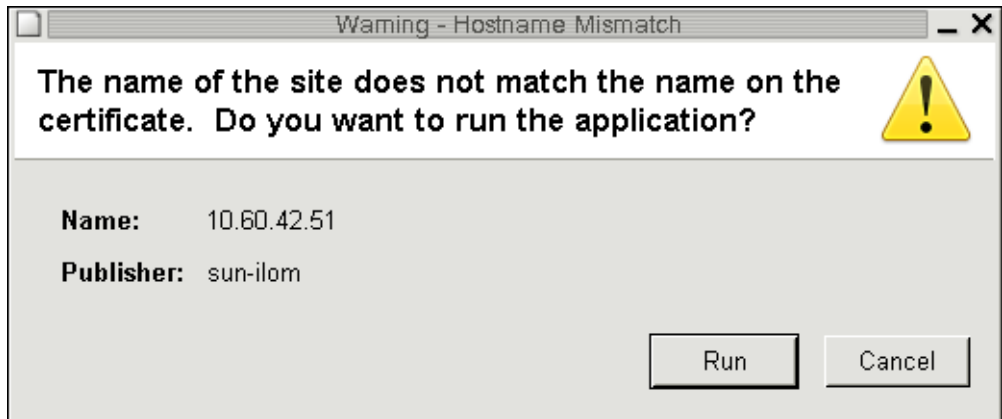 Warning - Hostname Mismatch
The name of the site does not match the name on the
certificate.  Do you want to run the application?
Name: 10.60.42.51
Publisher: sun-ilom
Run Cancel